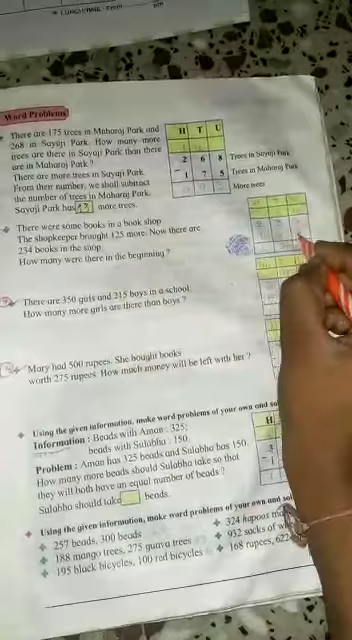 LUNCHTIME
pm
Word Problems
There are 175 trees in Maharaj Park and
268 in Sayaji Park. How many more
trees are there in Sayaji Park than there
are in Maharaj Park ?
There are more trees in Sayaji Park.
From their number, we shall subtract
the number of trees in Maharaj Park.
Sayaji Park has more trees.
H T U
2 6 8 Trees in Sayaji Park
- 1 7 5 Trees in Maharaj Park
More trees
There were some books in a book shop.
The shopkeeper brought 125 more. Now there are
234 books in the shop.
How many were there in the beginning ?
There are 350 girls and 215 boys in a school.
How many more girls are there than boys ?
Mary had 500 rupees. She bought books
worth 275 rupees. How much money will be left with her ?
Using the given information, make word problems of your own and
Information : Beads with Aman : 325;
beads with Sulabha : 150.
Problem : Aman has 325 beads and Sulabha has 150.
How many more beads should Sulabha take so that
they will both have an equal number of beads ?
Sulabha should take beads.
H
Using the given information, make word problems of your own and
257 beads, 300 beads
188 mango trees, 275 guava trees
195 black bicycles, 100 red bicycles
324 hapoos
932 sacks of
168 rupees, 622